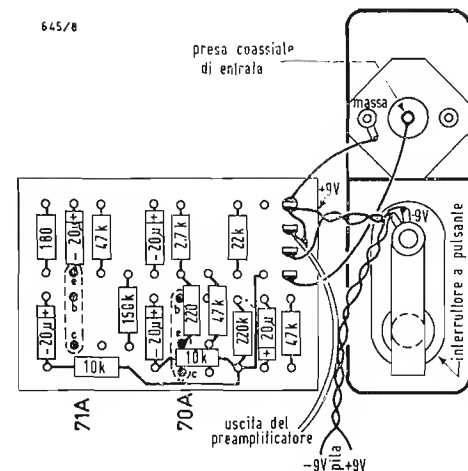 645/8
presa coassiale
di entrata
massa
+9V
-9V
interruttore a pulsante
180
-20µ+
47k
-20µ+
2,7k
22k
e
b
c
150k
-20µ+
-20µ+
b
e
c
220
47k
220k
+20µ-
47k
10k
10k
71A
70A
uscita del
preamplificatore
-9V
pila
+9V